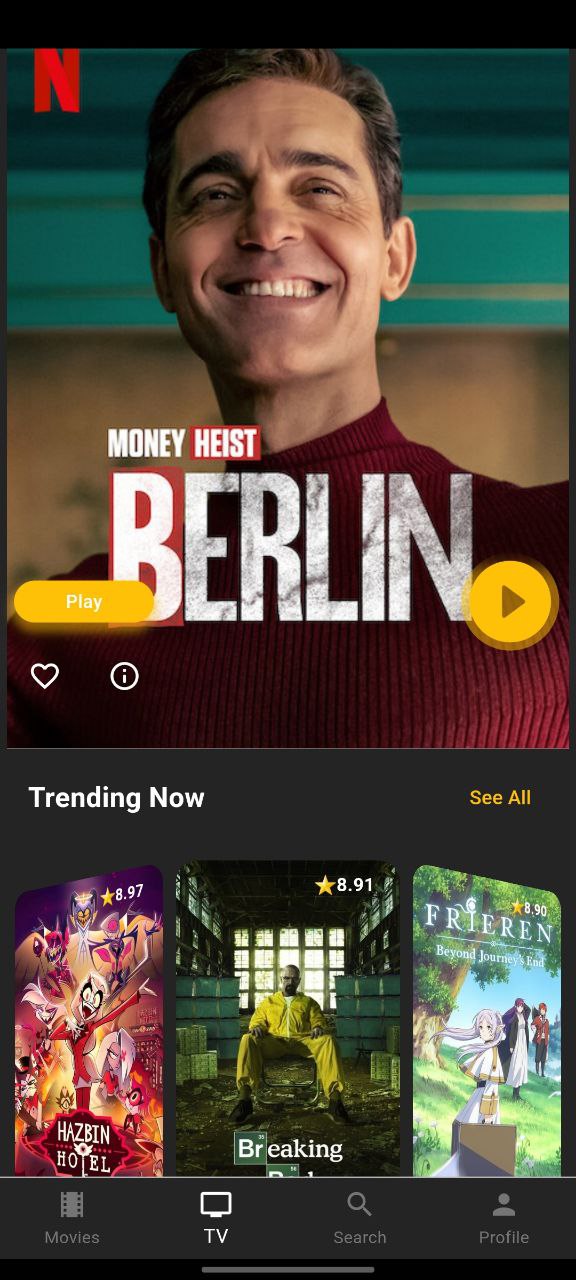 N
MONEY HEIST
BERLIN
Play
Trending Now
See All
8.97
8.91
8.90
FRIEREN
Beyond Journey's End
HAZBIN
HOTEL
Breaking
Movies
TV
Search
Profile